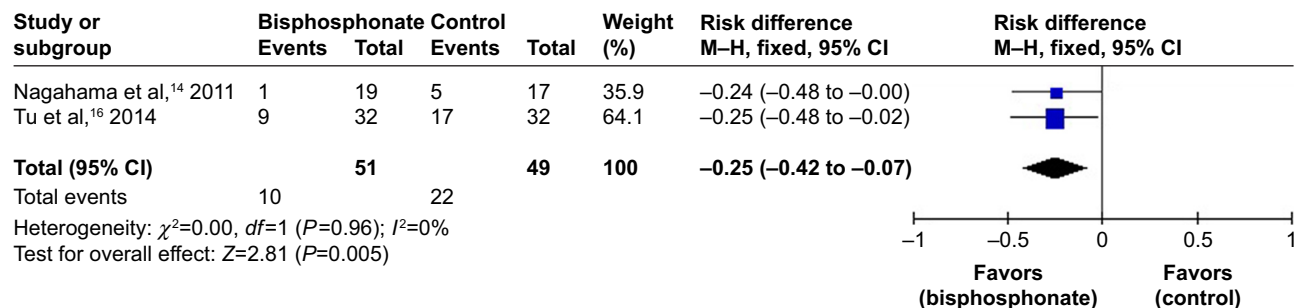 Study or subgroup Bisphosphonate Control Weight (%) Risk difference M–H, fixed, 95% CI Risk difference M–H, fixed, 95% CI
Events Total Events Total
Nagahama et al,14 2011 1 19 5 17 35.9 –0.24 (–0.48 to –0.00)
Tu et al,16 2014 9 32 17 32 64.1 –0.25 (–0.48 to –0.02)
Total (95% CI) 51 49 100 –0.25 (–0.42 to –0.07)
Total events 10 22
Heterogeneity: χ2=0.00, df=1 (P=0.96); I2=0%
Test for overall effect: Z=2.81 (P=0.005)
–1 –0.5 0 0.5 1
Favors (bisphosphonate) Favors (control)